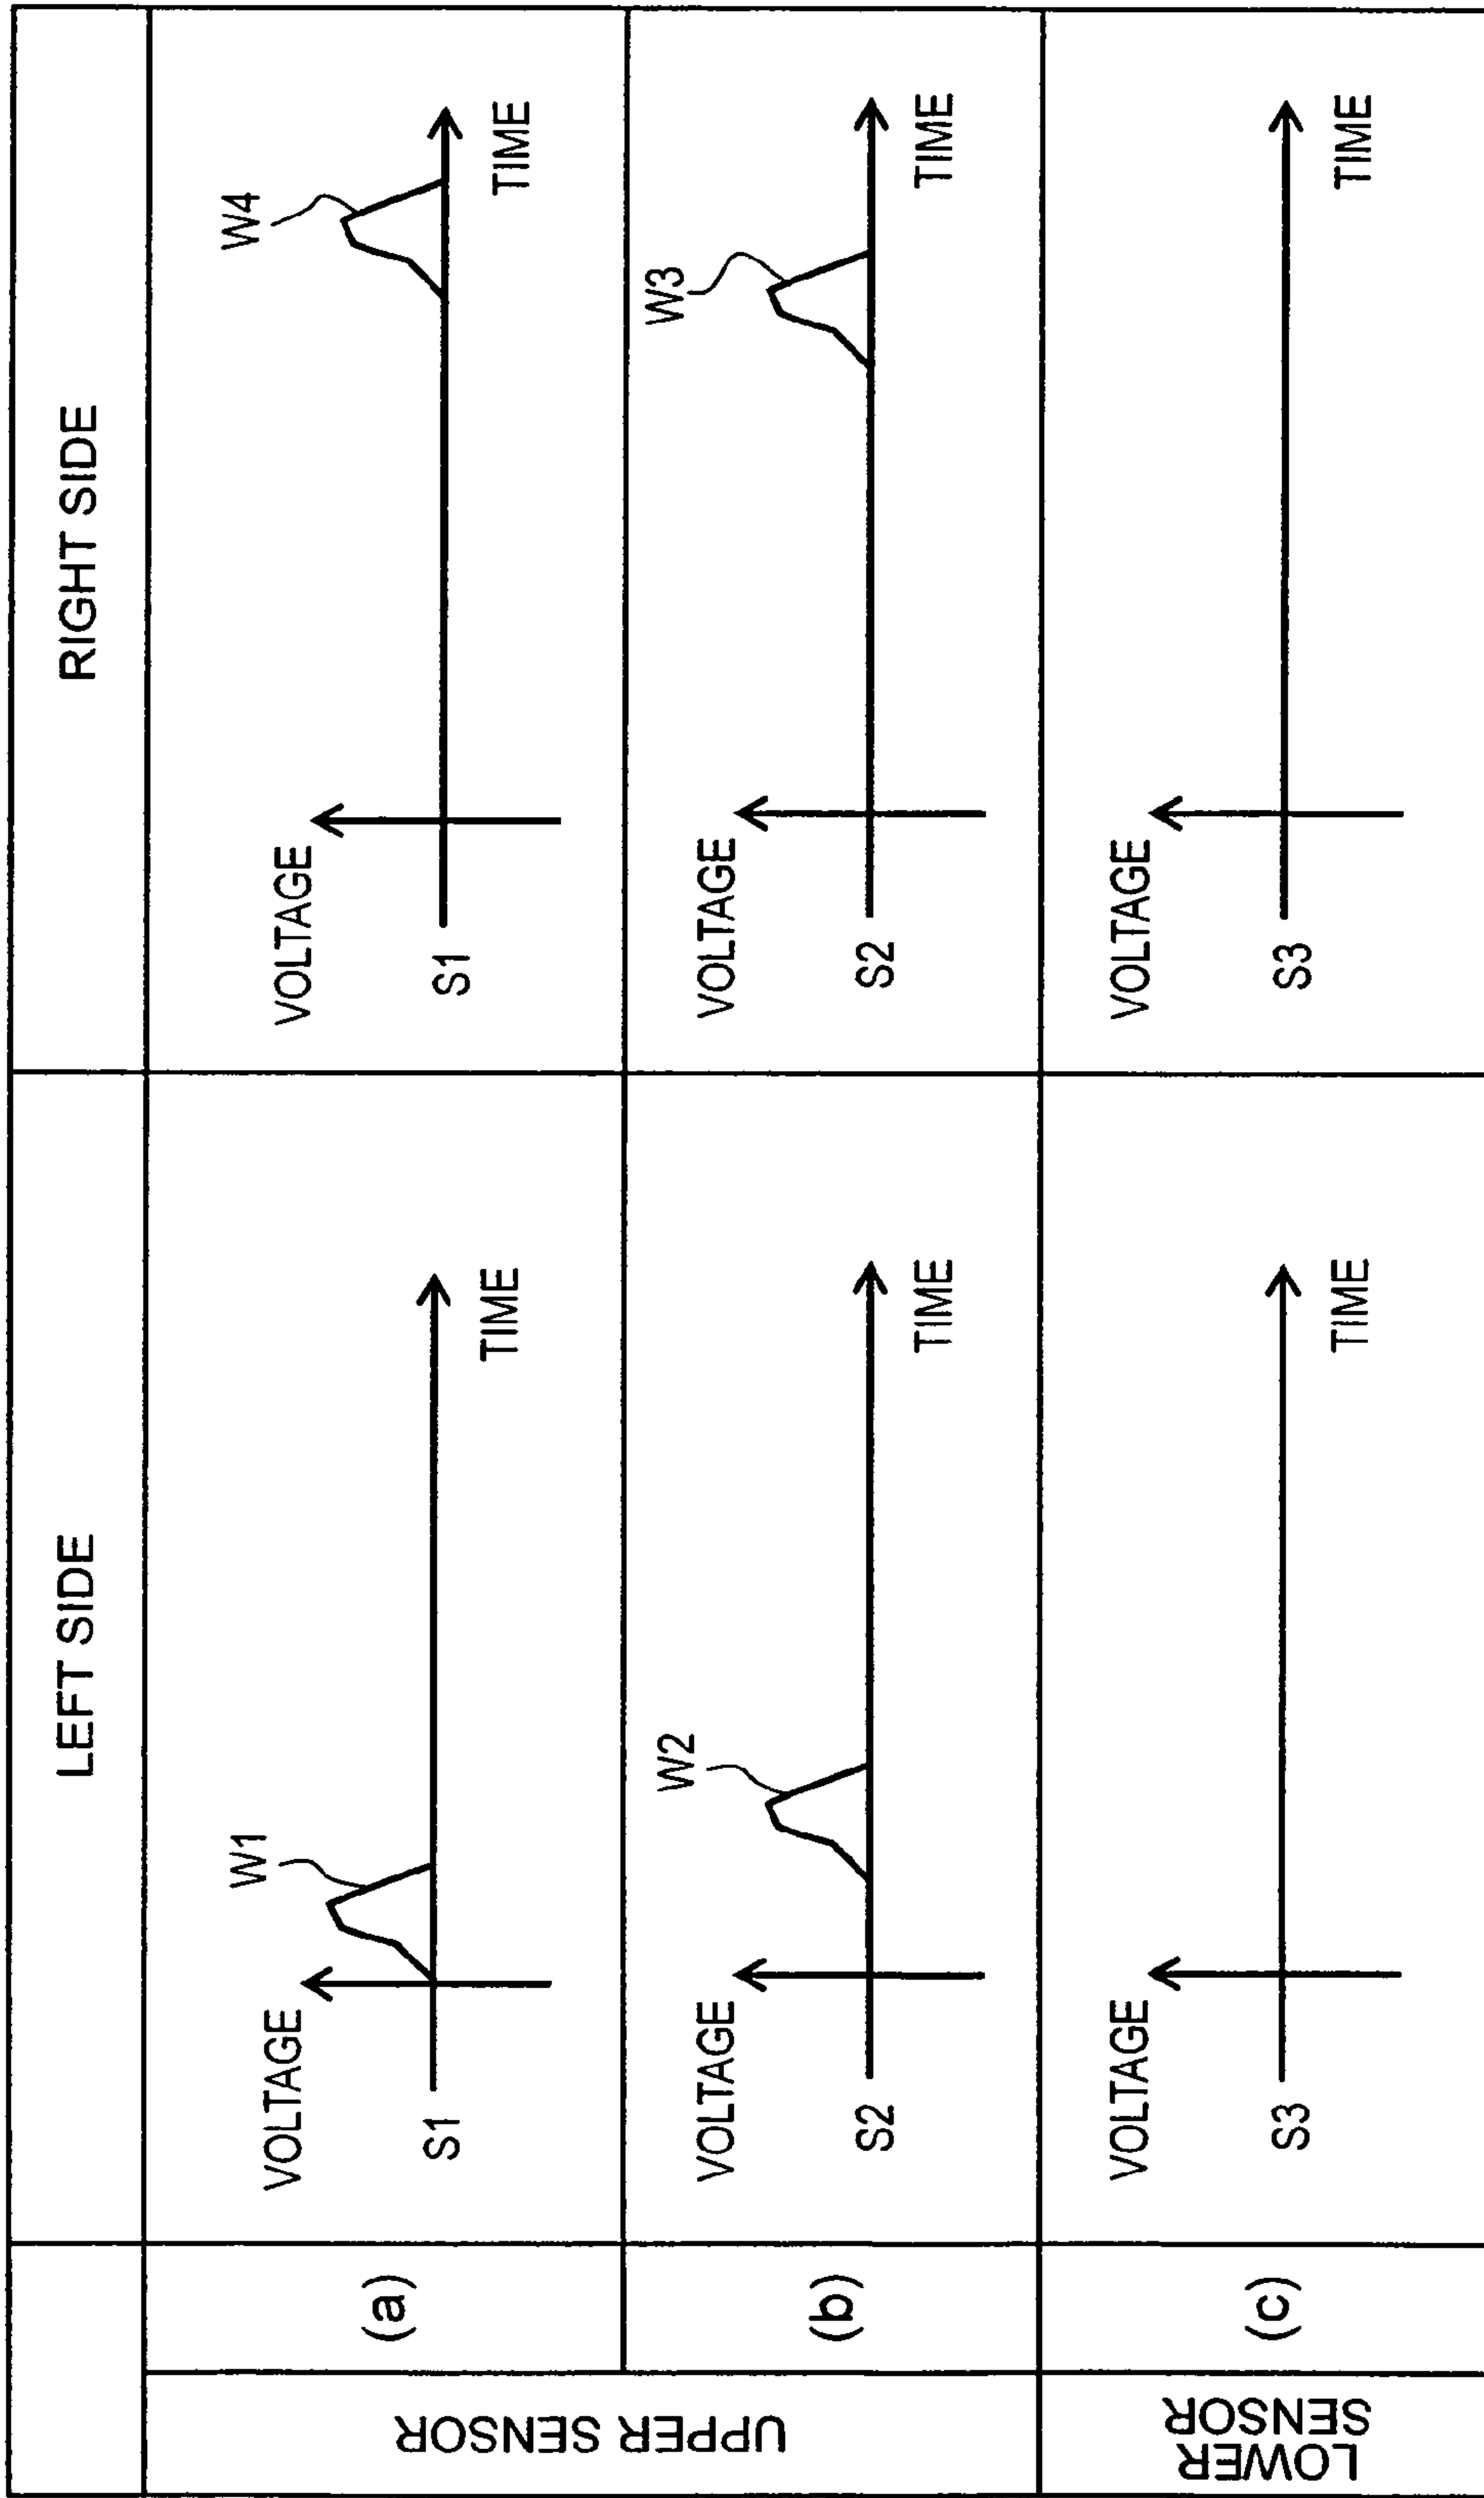 LEFT SIDE
RIGHT SIDE
UPPER SENSOR
(a)
VOLTAGE
W1
S1
TIME
VOLTAGE
W4
S1
TIME
(b)
VOLTAGE
W2
S2
TIME
VOLTAGE
W3
S2
TIME
LOWER
SENSOR
(c)
VOLTAGE
S3
TIME
VOLTAGE
S3
TIME